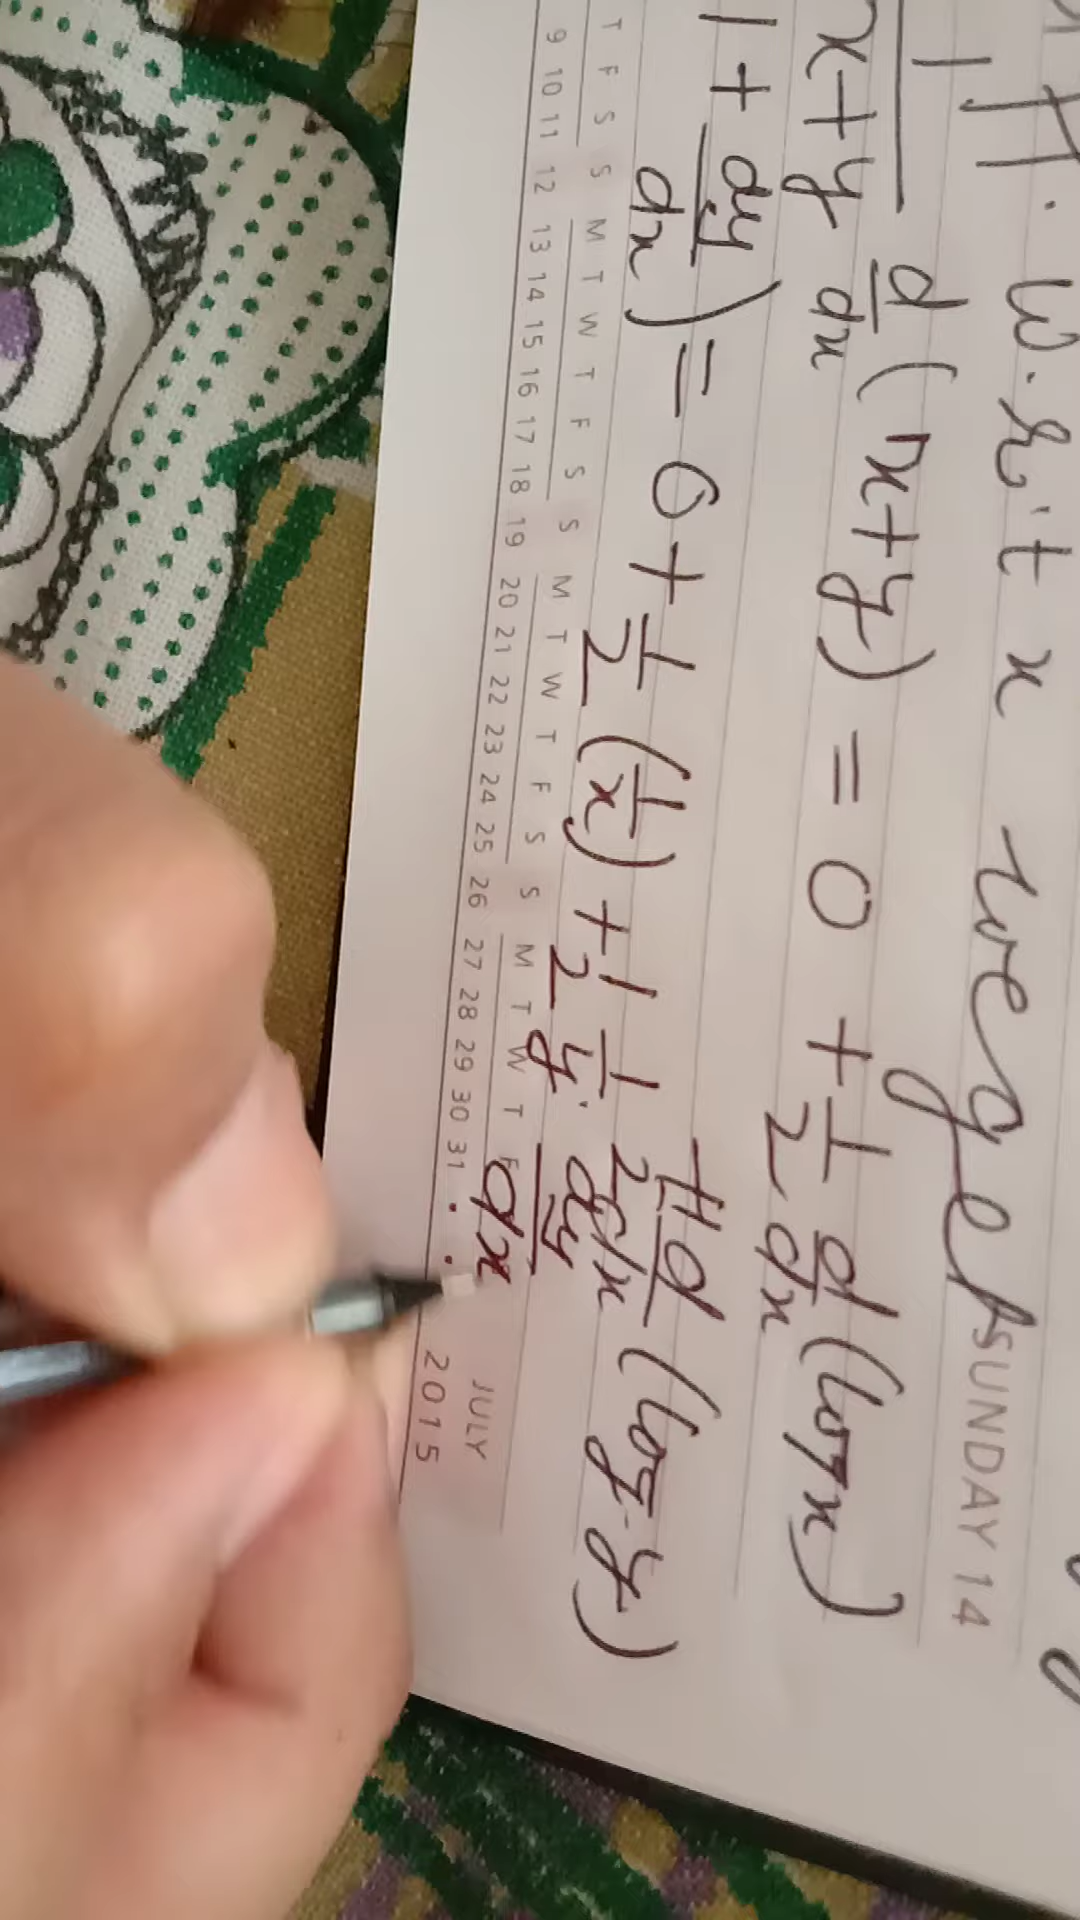 w.r.t x we get
SUNDAY 14
x+y d/dx (x+y) = 0 + 1/2 d/dx (log x)
+ 1/2 d/dx (log y)
1 + dy/dx ) = 0 + 1/2 (1/x) + 1/2 1/y . dy
y dx
T F S S M T W T F S S M T W T F S S M T W T F
9 10 11 12 13 14 15 16 17 18 19 20 21 22 23 24 25 26 27 28 29 30 31 . .
JULY
2015